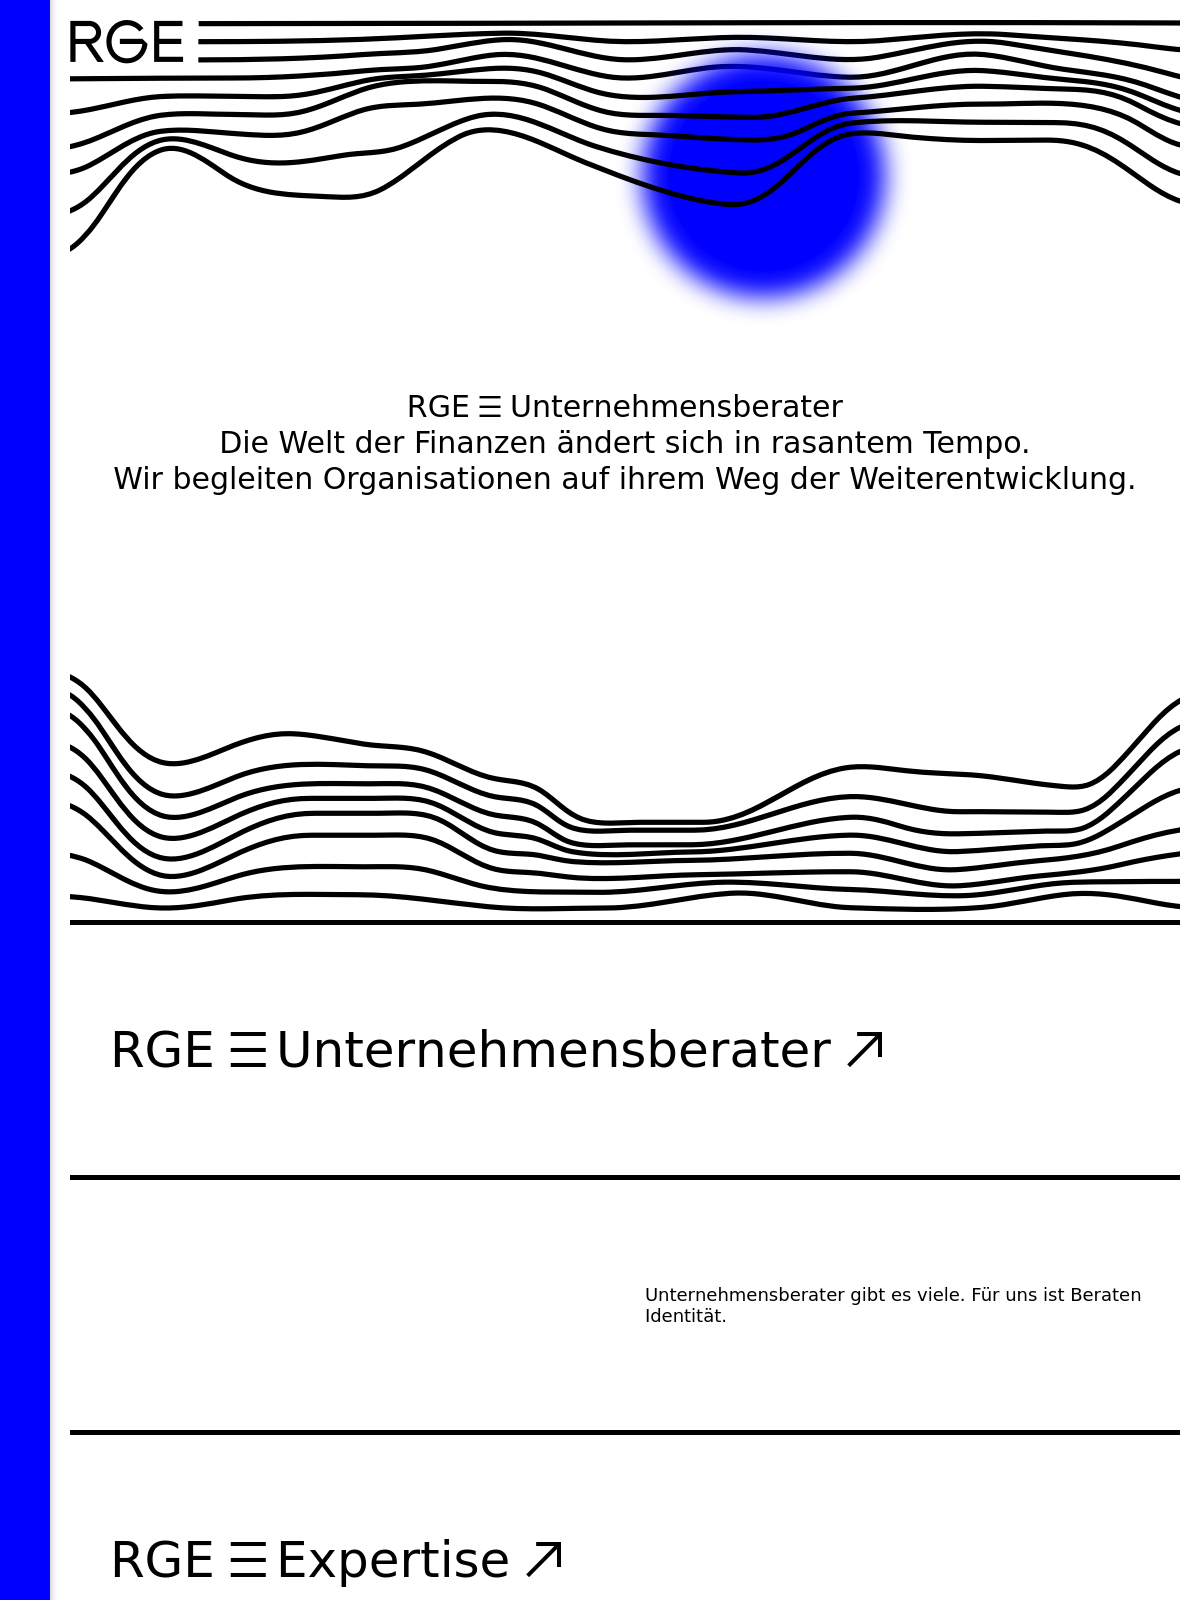 RGE
RGE ☰ Unternehmensberater
Die Welt der Finanzen ändert sich in rasantem Tempo.
Wir begleiten Organisationen auf ihrem Weg der Weiterentwicklung.
RGE ☰ Unternehmensberater ↗
Unternehmensberater gibt es viele. Für uns ist Beraten
Identität.
RGE ☰ Expertise ↗